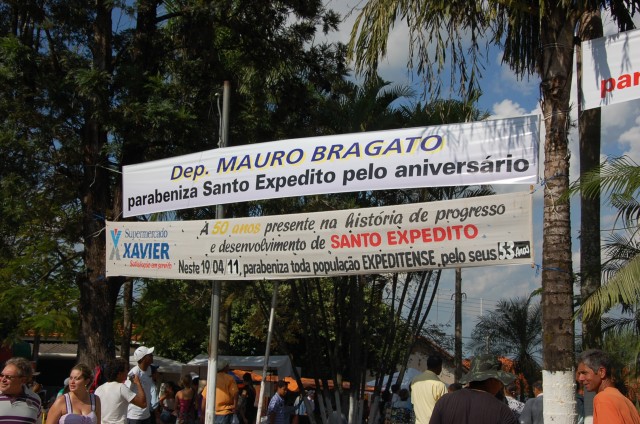 Dep. MAURO BRAGATO
parabeniza Santo Expedito pelo aniversário
para
Supermercado
XAVIER
À 50 anos presente na história de progresso
e desenvolvimento de SANTO EXPEDITO.
Neste 19 04 11, parabeniza toda população EXPEDITENSE, pelo seus 53 ANOS